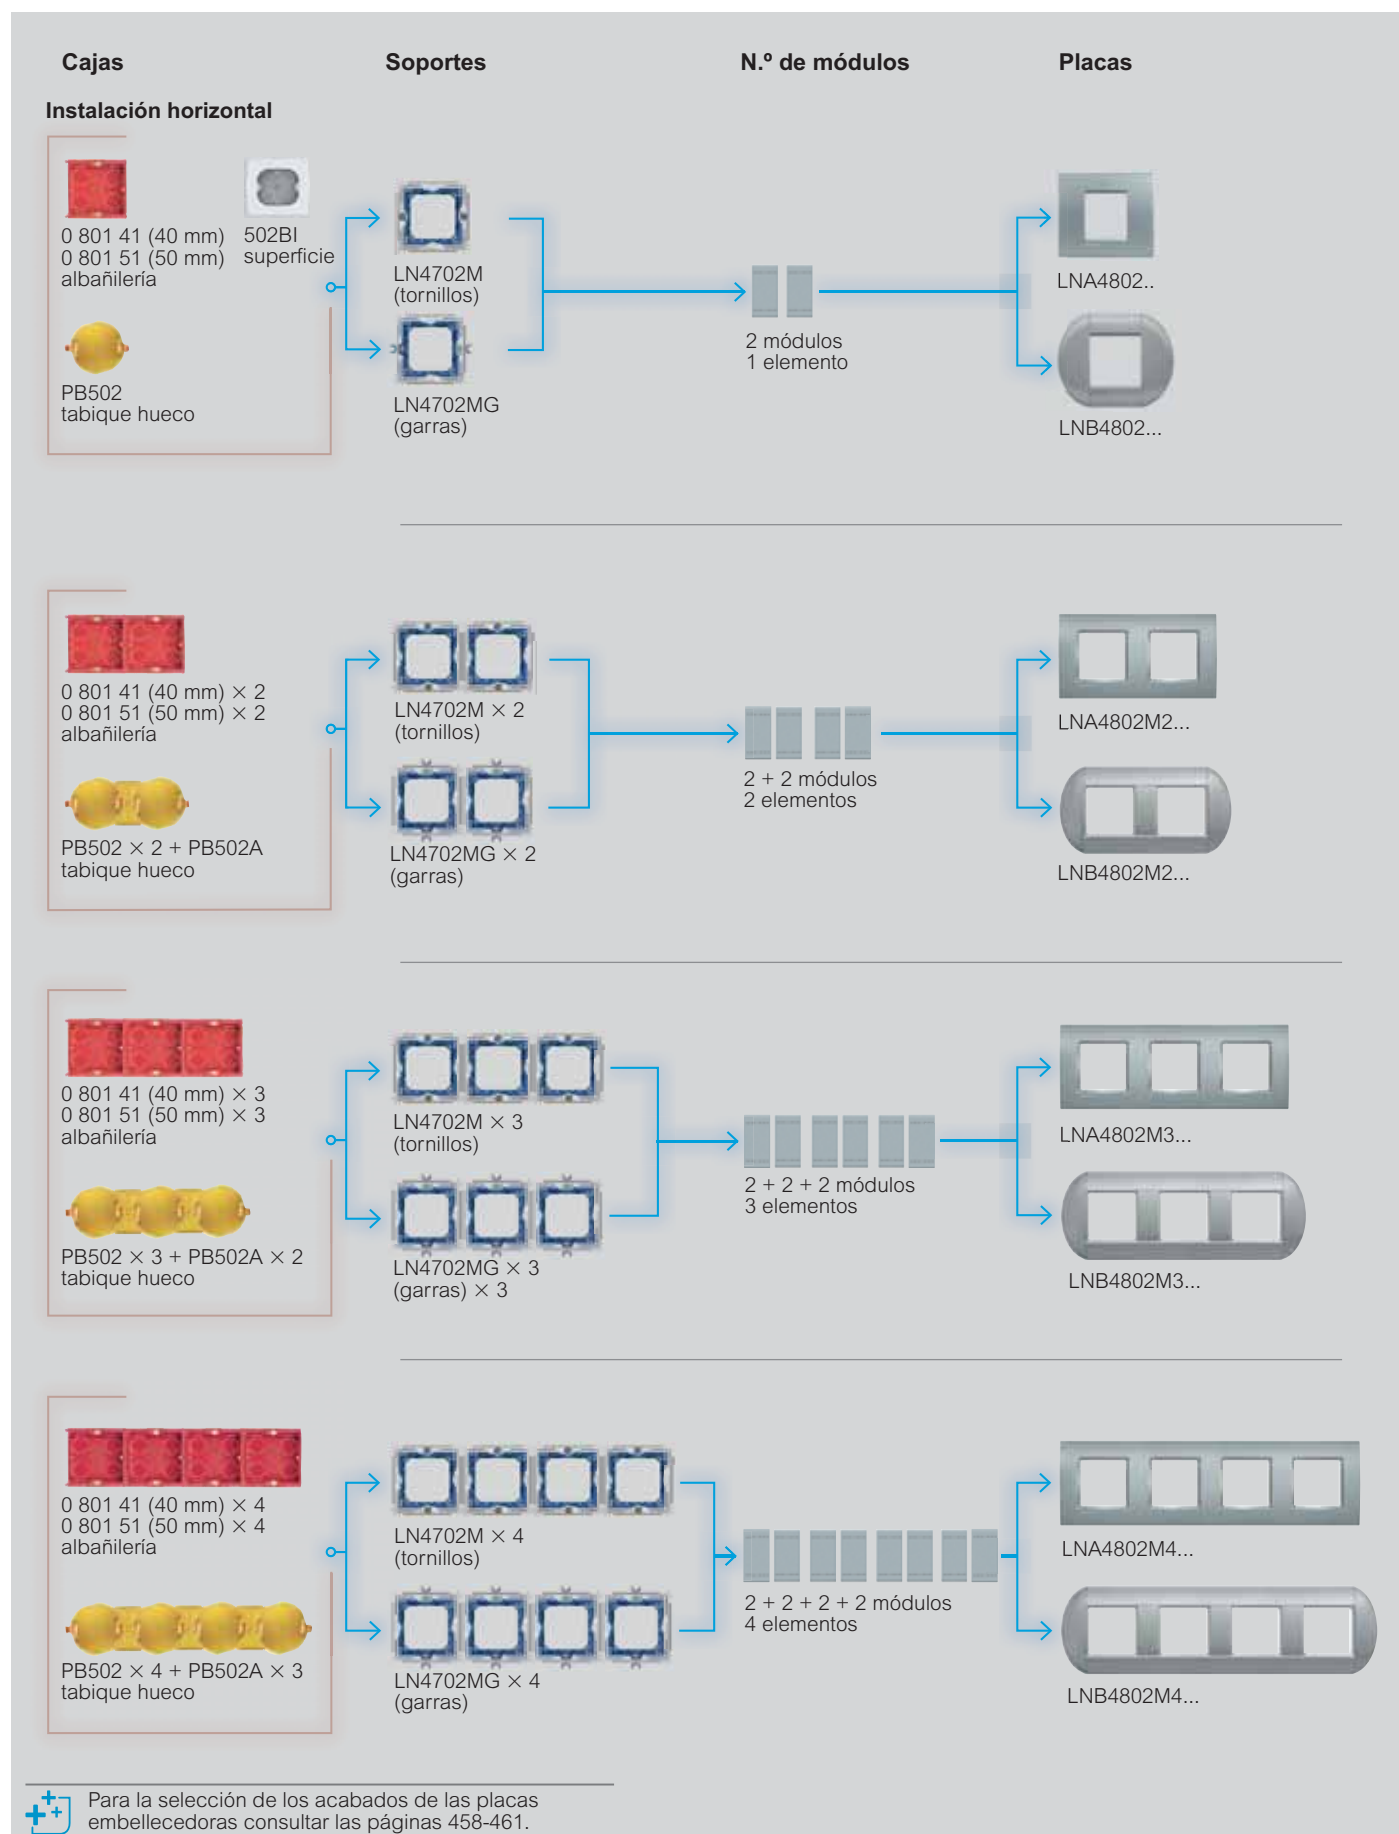 Cajas
Soportes
N.º de módulos
Placas
Instalación horizontal
0 801 41 (40 mm)
0 801 51 (50 mm)
albañilería
502BI
superficie
PB502
tabique hueco
LN4702M
(tornillos)
LN4702MG
(garras)
2 módulos
1 elemento
LNA4802..
LNB4802...
0 801 41 (40 mm) × 2
0 801 51 (50 mm) × 2
albañilería
PB502 × 2 + PB502A
tabique hueco
LN4702M × 2
(tornillos)
LN4702MG × 2
(garras)
2 + 2 módulos
2 elementos
LNA4802M2...
LNB4802M2...
0 801 41 (40 mm) × 3
0 801 51 (50 mm) × 3
albañilería
PB502 × 3 + PB502A × 2
tabique hueco
LN4702M × 3
(tornillos)
LN4702MG × 3
(garras) × 3
2 + 2 + 2 módulos
3 elementos
LNA4802M3...
LNB4802M3...
0 801 41 (40 mm) × 4
0 801 51 (50 mm) × 4
albañilería
PB502 × 4 + PB502A × 3
tabique hueco
LN4702M × 4
(tornillos)
LN4702MG × 4
(garras)
2 + 2 + 2 + 2 módulos
4 elementos
LNA4802M4...
LNB4802M4...
Para la selección de los acabados de las placas
embellecedoras consultar las páginas 458-461.